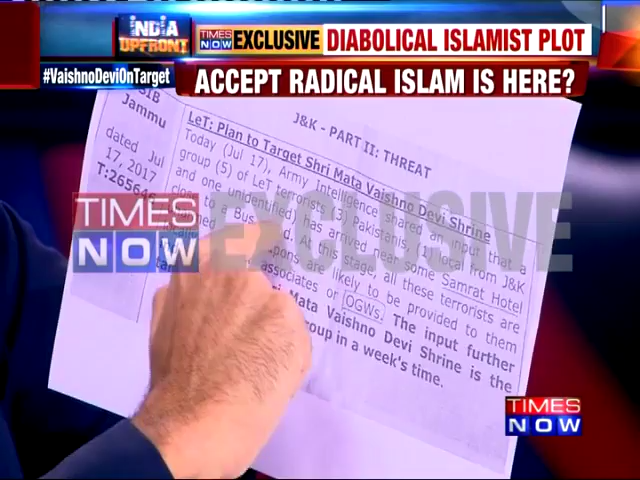 INDIA UPFRONT
TIMES NOW EXCLUSIVE DIABOLICAL ISLAMIST PLOT
#VaishnoDeviOnTarget
ACCEPT RADICAL ISLAM IS HERE?
SIB
Jammu
dated Jul
17, 2017
T:265646
J&K - PART II: THREAT
LeT: Plan to Target Shri Mata Vaishno Devi Shrine
Today (Jul 17), Army Intelligence shared an input that a
group (5) of LeT terrorists (3) Pakistanis, (1) local from J&K
and one unidentified) has arrived near some Samrat Hotel
close to a Bus At this stage, all these terrorists are
are likely to be provided to them
associates or OGWs. The input further
Mata Vaishno Devi Shrine is the
group in a week's time.
EXCLUSIVE
TIMES
NOW
TIMES
NOW